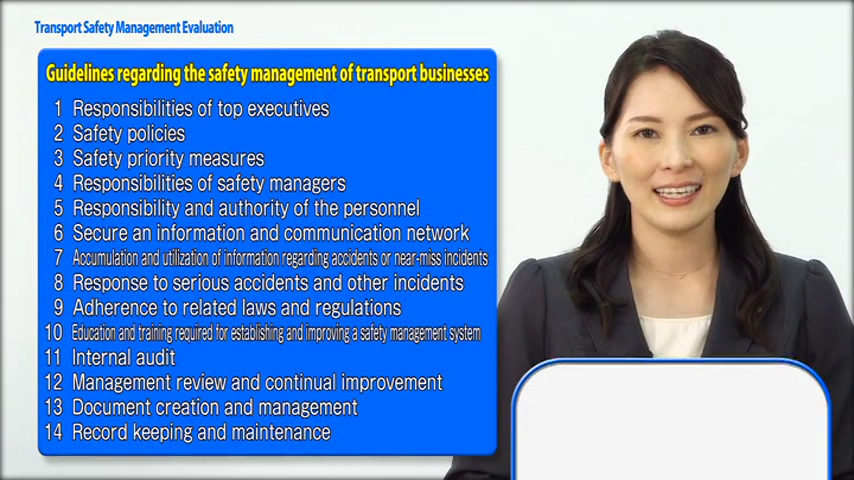 Transport Safety Management Evaluation
Guidelines regarding the safety management of transport businesses
1 Responsibilities of top executives
2 Safety policies
3 Safety priority measures
4 Responsibilities of safety managers
5 Responsibility and authority of the personnel
6 Secure an information and communication network
7 Accumulation and utilization of information regarding accidents or near-miss incidents
8 Response to serious accidents and other incidents
9 Adherence to related laws and regulations
10 Education and training required for establishing and improving a safety management system
11 Internal audit
12 Management review and continual improvement
13 Document creation and management
14 Record keeping and maintenance